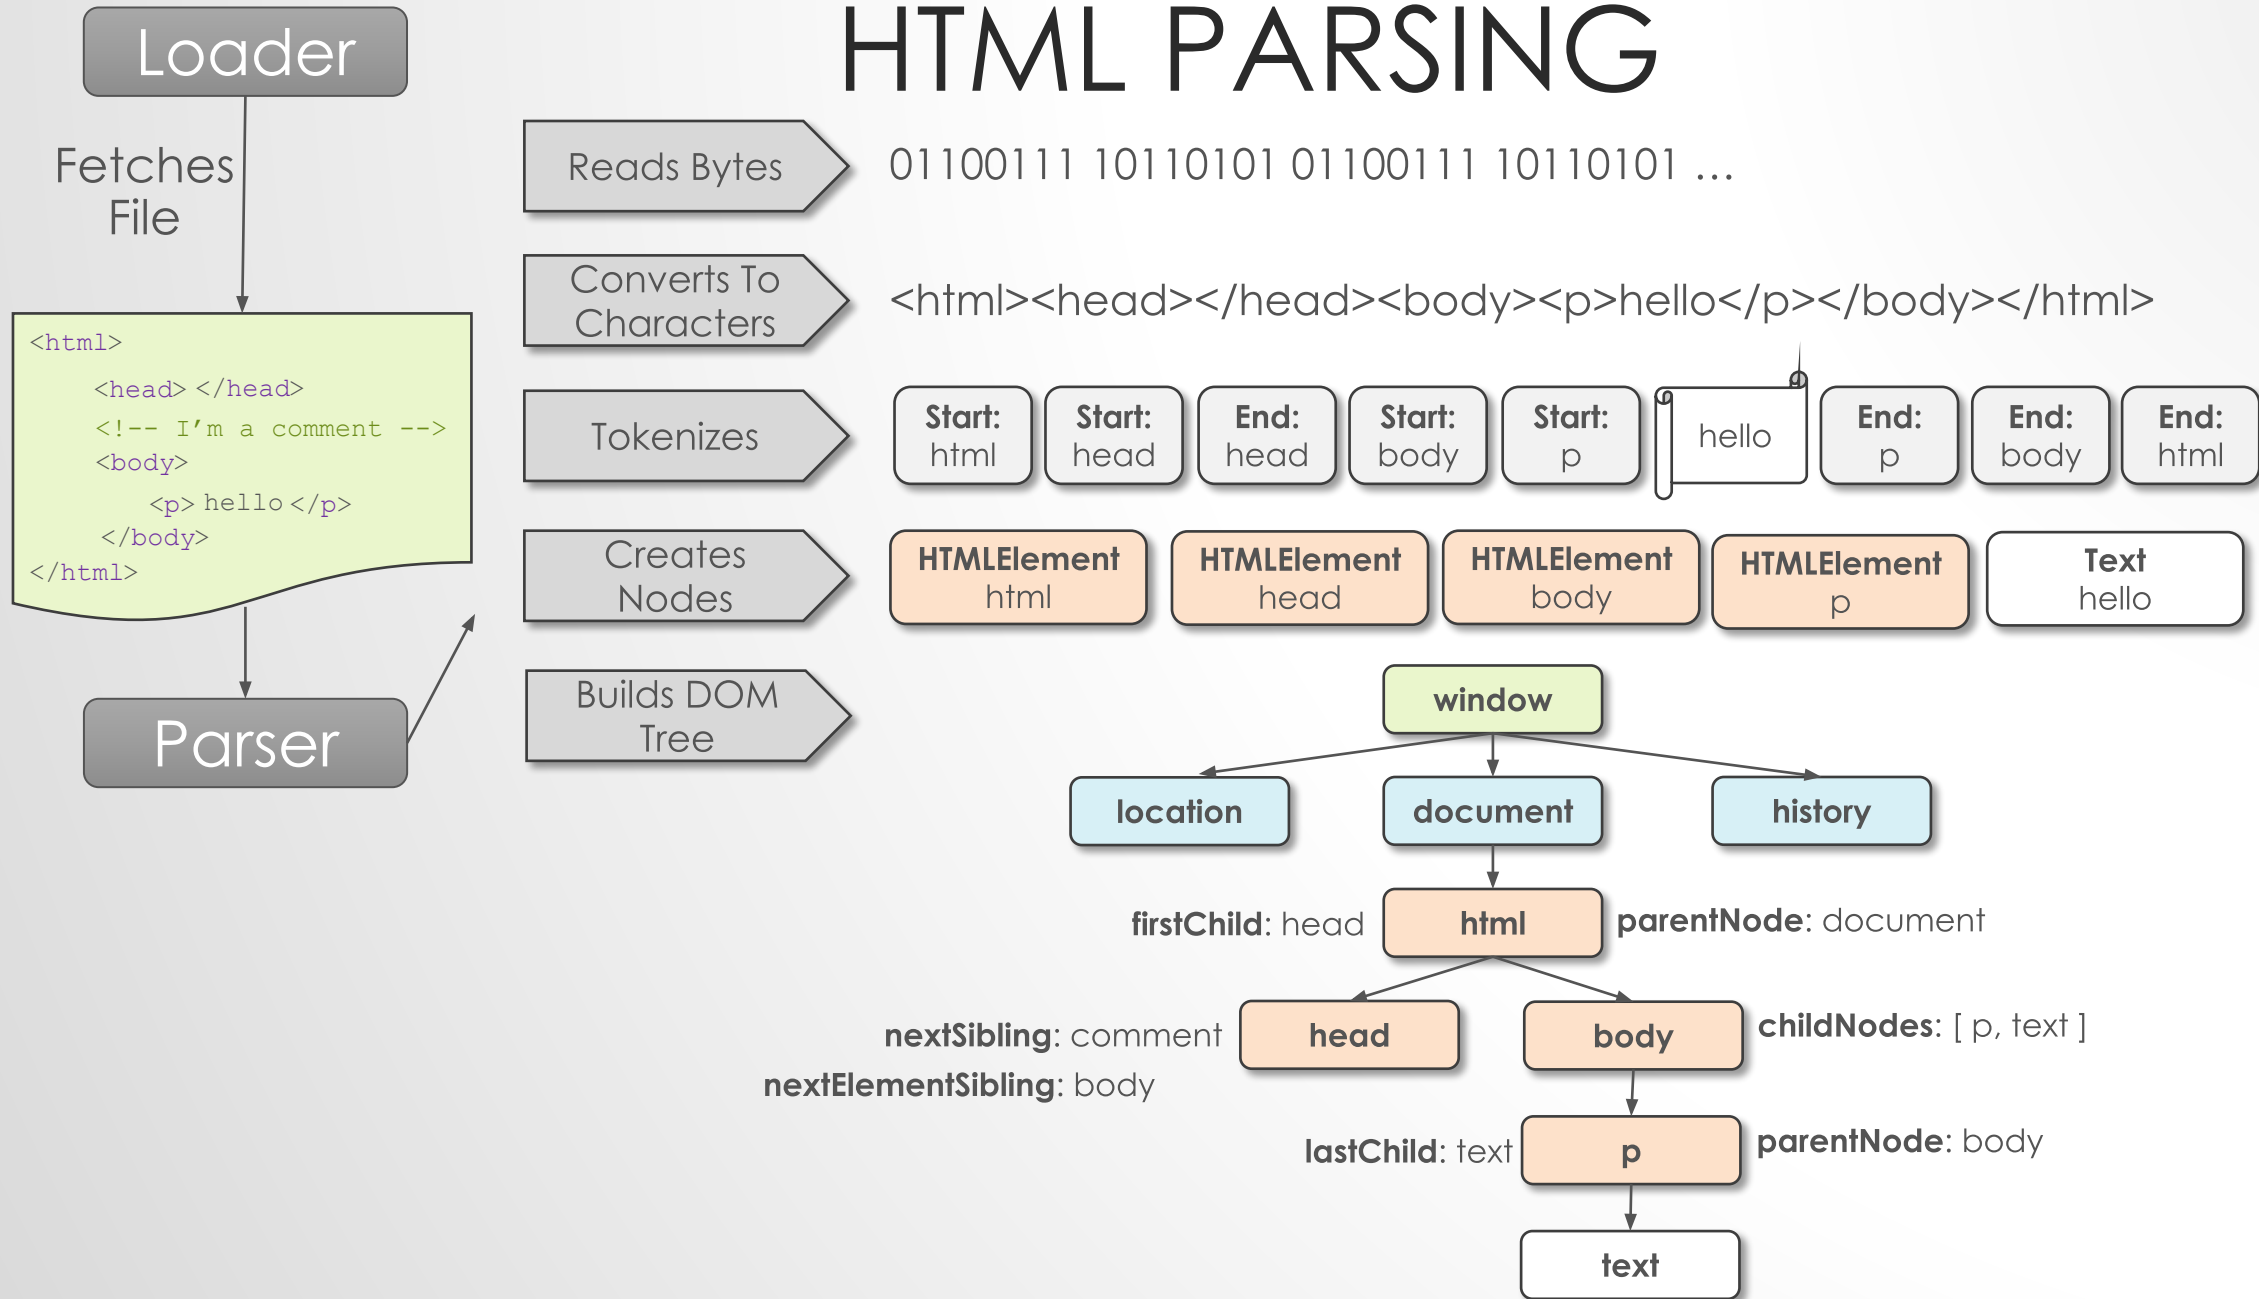 HTML PARSING
Loader
Fetches
File
<html>
<head> </head>
<!-- I’m a comment -->
<body>
<p> hello </p>
</body>
</html>
Parser
Reads Bytes
01100111 10110101 01100111 10110101 ...
Converts To
Characters
<html><head></head><body><p>hello</p></body></html>
Tokenizes
Start:
html
Start:
head
End:
head
Start:
body
Start:
p
hello
End:
p
End:
body
End:
html
Creates
Nodes
HTMLElement
html
HTMLElement
head
HTMLElement
body
HTMLElement
p
Text
hello
Builds DOM
Tree
window
location
document
history
firstChild: head
html
parentNode: document
nextSibling: comment
nextElementSibling: body
head
body
childNodes: [ p, text ]
lastChild: text
p
parentNode: body
text